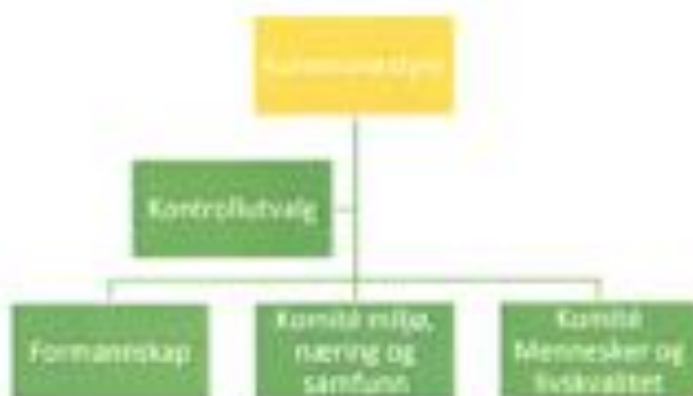 Kommunestyre
Kontrollutvalg
Formannskap
Komité miljø,
næring og
samfunn
Komité
Mennesker og
livskvalitet